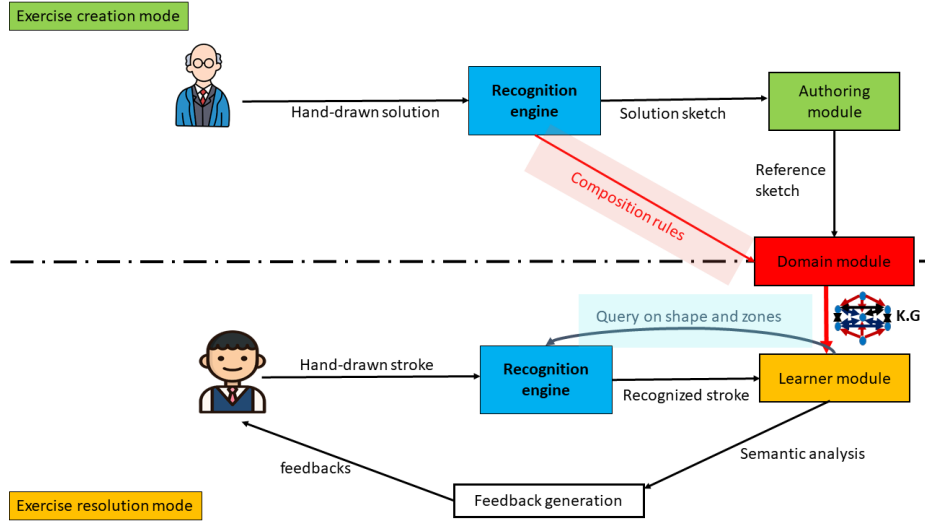 Exercise creation mode
Recognition
engine
Authoring
module
Hand-drawn solution
Solution sketch
Reference
sketch
Composition rules
Domain module
K.G
Query on shape and zones
Hand-drawn stroke
Recognition
engine
Learner module
Recognized stroke
Semantic analysis
feedbacks
Feedback generation
Exercise resolution mode